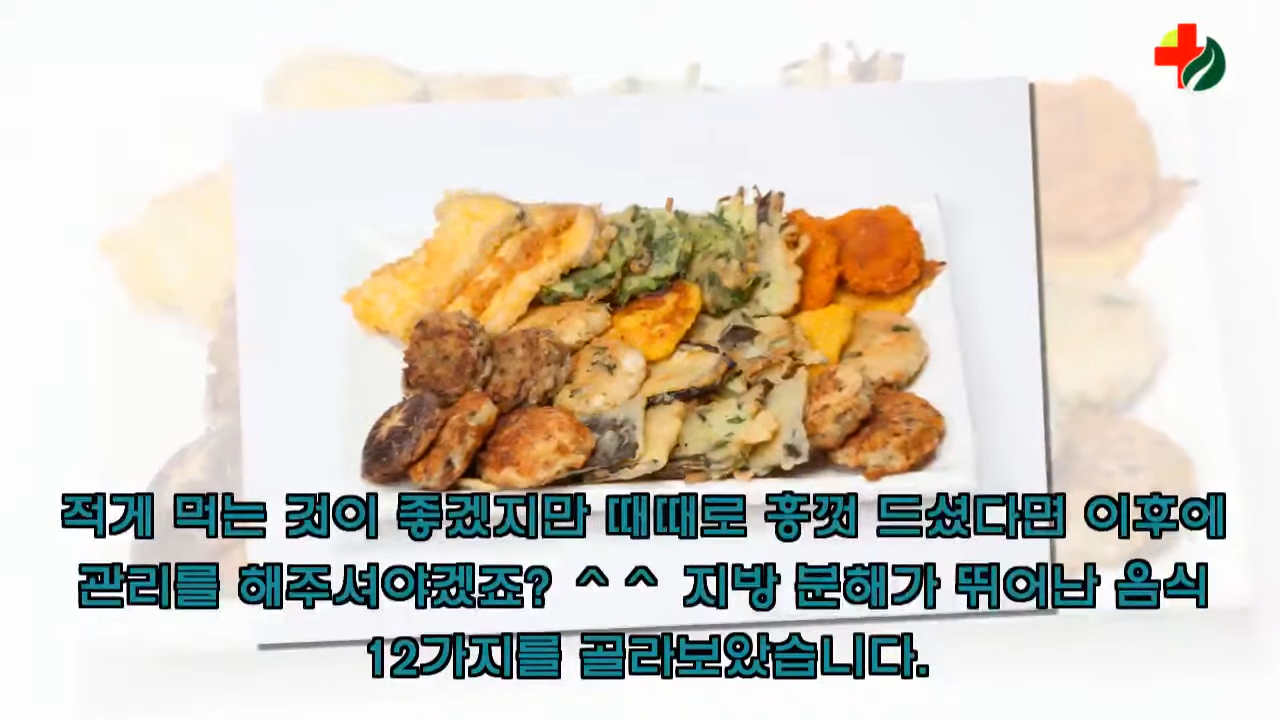 적게 먹는 것이 좋겠지만 때때로 흥껏 드셨다면 이후에
관리를 해주셔야겠죠? ^ ^ 지방 분해가 뛰어난 음식
12가지를 골라보았습니다.